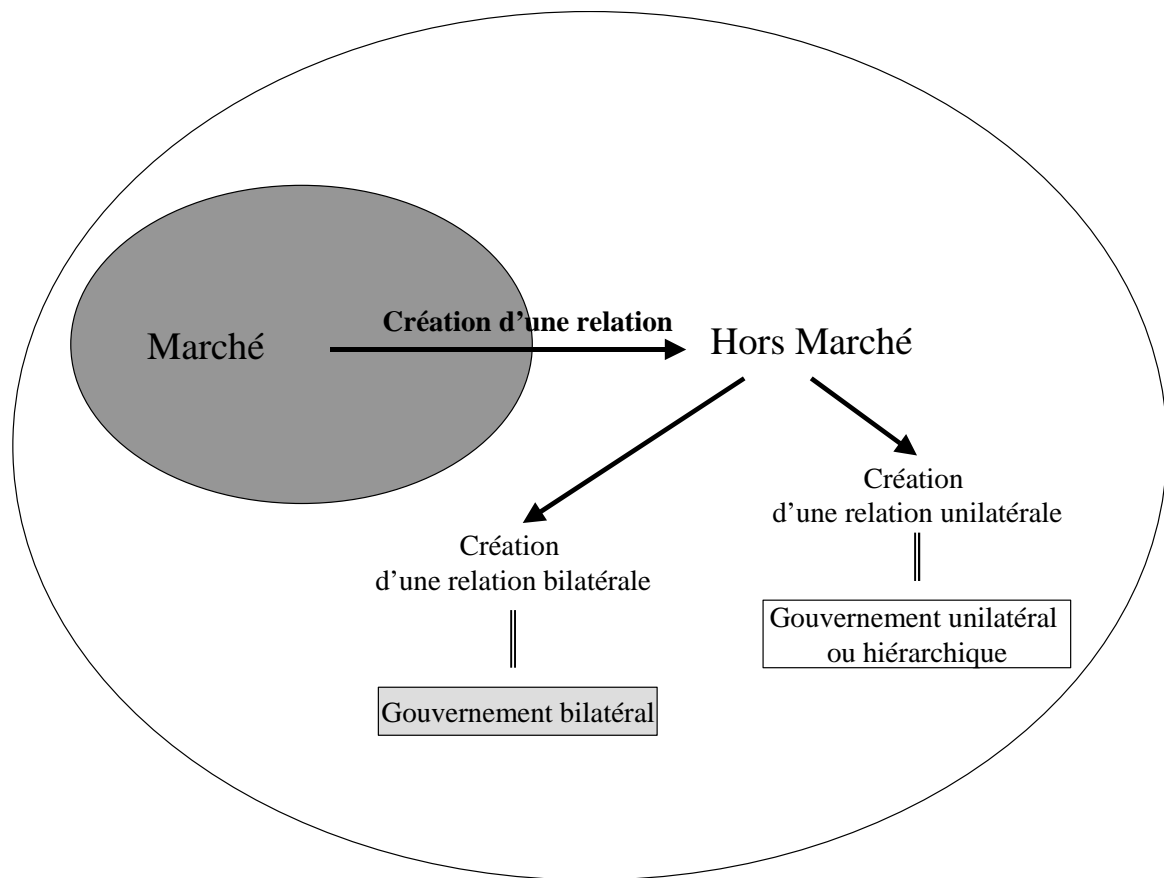 Création d’une relation
Marché
Hors Marché
Création
d’une relation unilatérale
Création
d’une relation bilatérale
Gouvernement unilatéral
ou hiérarchique
Gouvernement bilatéral